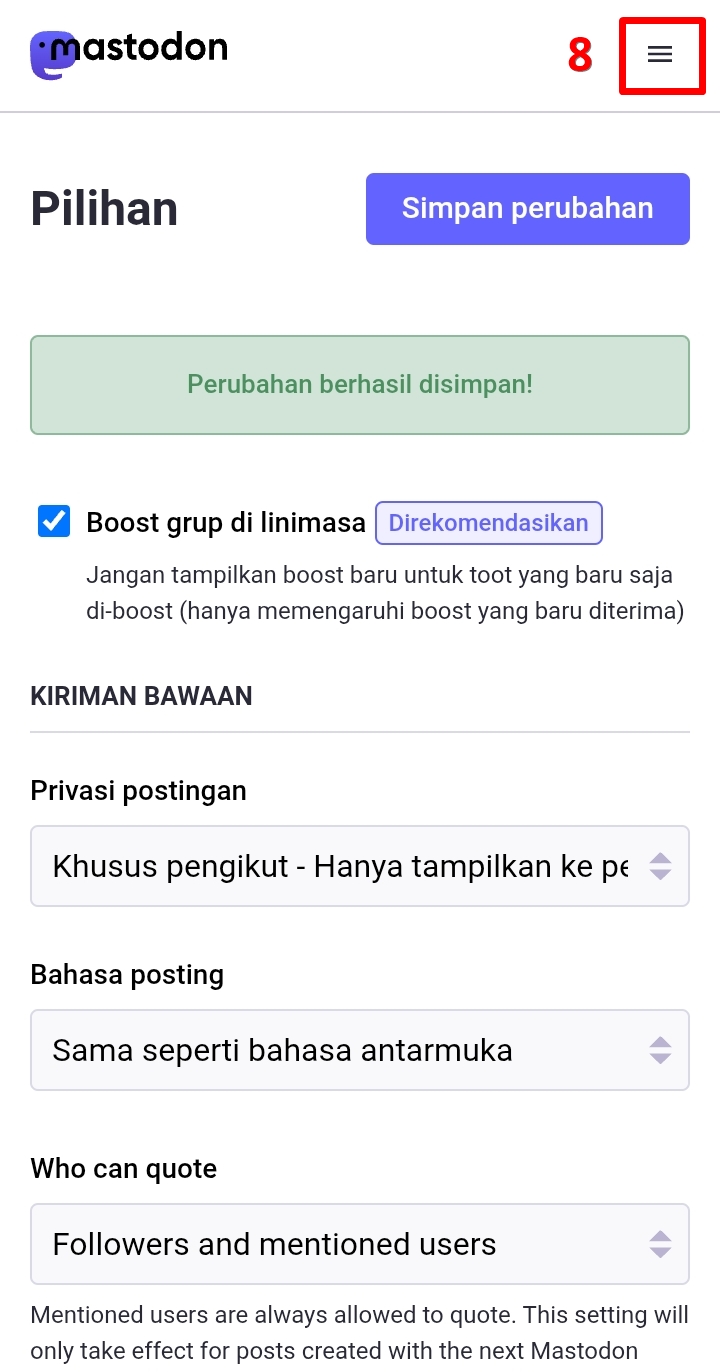 mastodon
8
Pilihan
Simpan perubahan
Perubahan berhasil disimpan!
Boost grup di linimasa Direkomendasikan
Jangan tampilkan boost baru untuk toot yang baru saja
di-boost (hanya memengaruhi boost yang baru diterima)
KIRIMAN BAWAAN
Privasi postingan
Khusus pengikut - Hanya tampilkan ke pe
Bahasa posting
Sama seperti bahasa antarmuka
Who can quote
Followers and mentioned users
Mentioned users are always allowed to quote. This setting will
only take effect for posts created with the next Mastodon